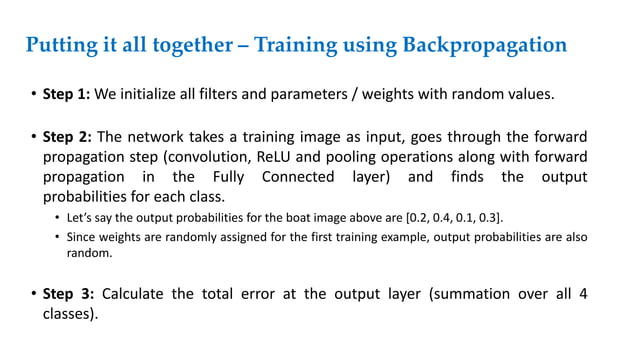 Putting it all together – Training using Backpropagation
• Step 1: We initialize all filters and parameters / weights with random values.
• Step 2: The network takes a training image as input, goes through the forward
propagation step (convolution, ReLU and pooling operations along with forward
propagation in the Fully Connected layer) and finds the output
probabilities for each class.
• Let’s say the output probabilities for the boat image above are [0.2, 0.4, 0.1, 0.3].
• Since weights are randomly assigned for the first training example, output probabilities are also
random.
• Step 3: Calculate the total error at the output layer (summation over all 4
classes).